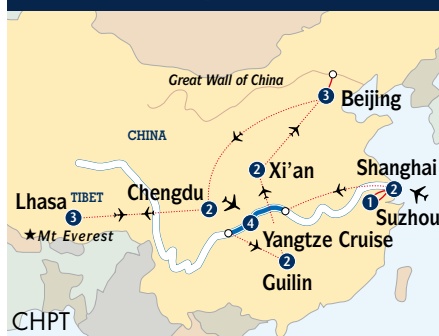 Great Wall of China
3
Beijing
CHINA
2
Xi'an
Shanghai
2
1
Suzhou
Lhasa
TIBET
3
Chengdu
2
Mt Everest
4
Yangtze Cruise
2
Guilin
CHPT